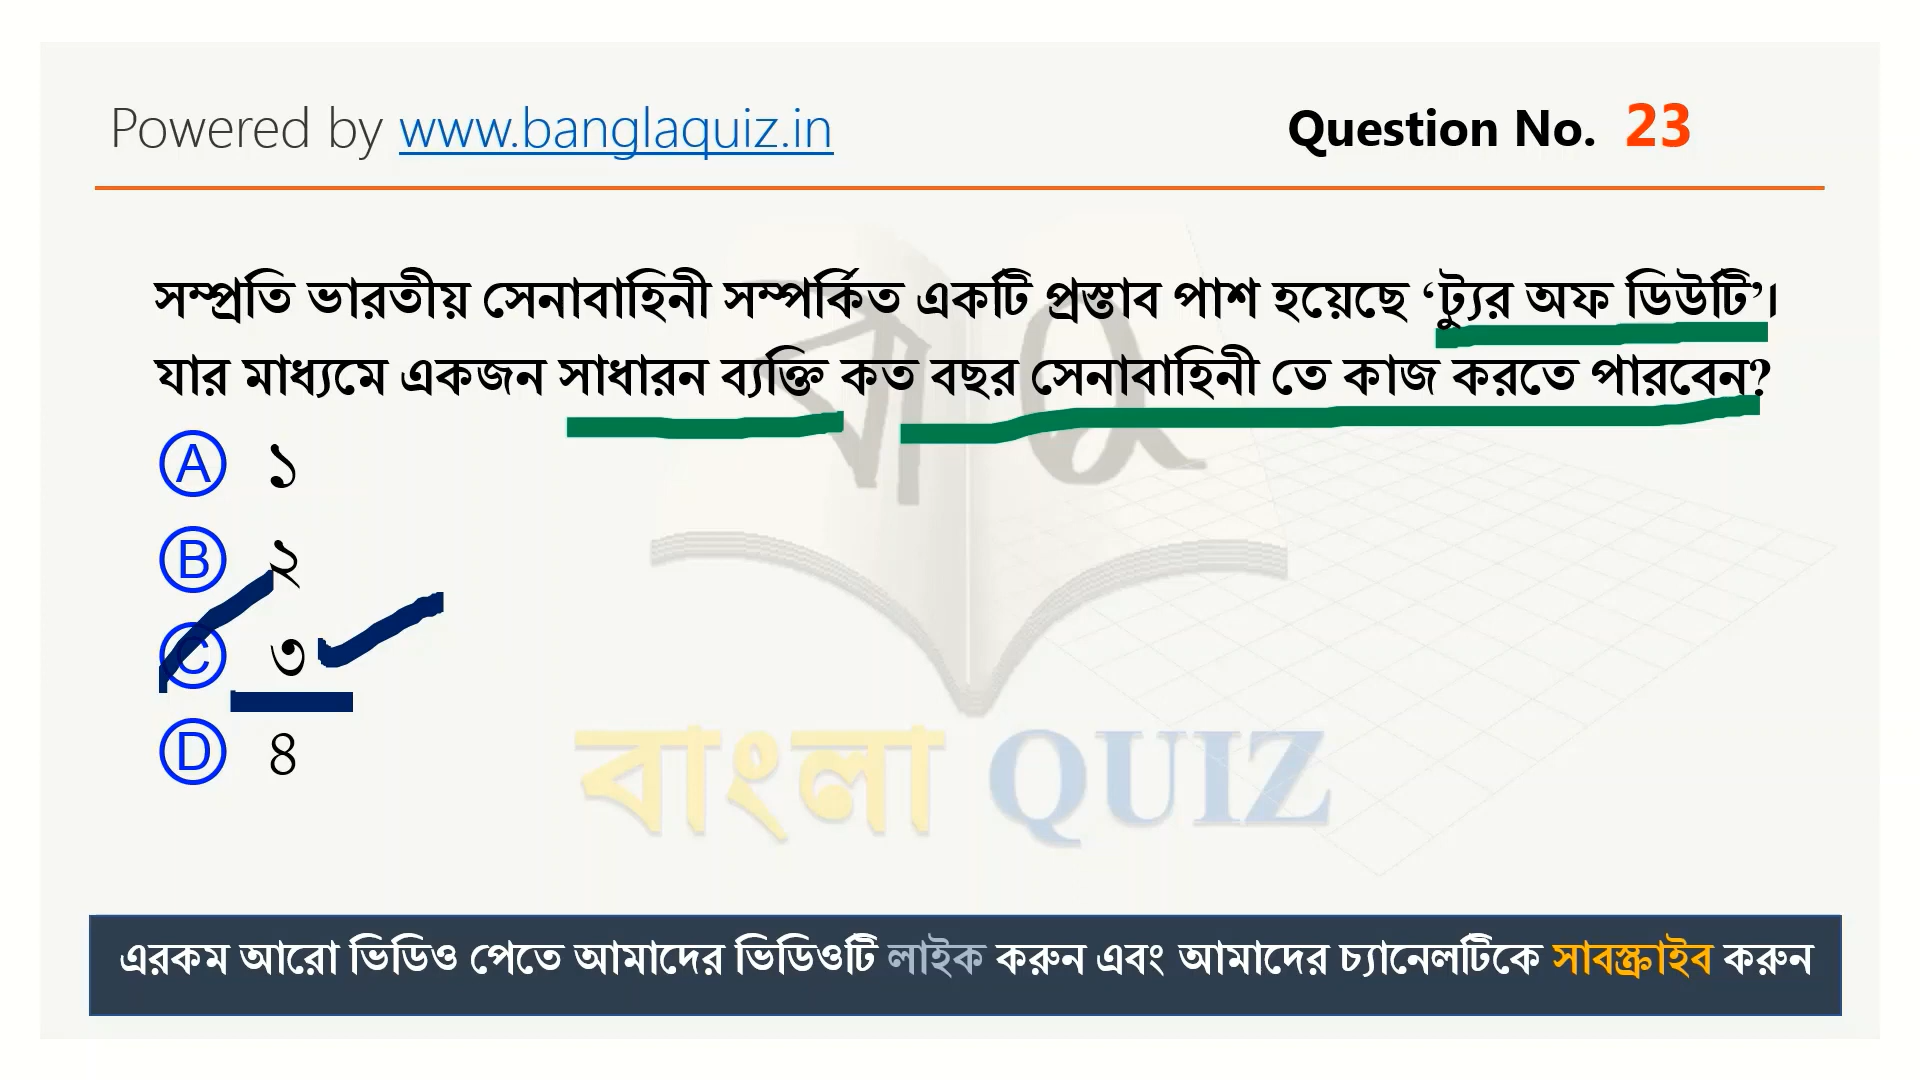 Powered by www.banglaquiz.in
Question No. 23
সম্প্রতি ভারতীয় সেনাবাহিনী সম্পর্কিত একটি প্রস্তাব পাশ হয়েছে ‘ট্যুর অফ ডিউটি’।
যার মাধ্যমে একজন সাধারন ব্যক্তি কত বছর সেনাবাহিনী তে কাজ করতে পারবেন?
A ১
B ২
C ৩
D ৪
বা Q
বাংলা QUIZ
এরকম আরো ভিডিও পেতে আমাদের ভিডিওটি লাইক করুন এবং আমাদের চ্যানেলটিকে সাবস্ক্রাইব করুন